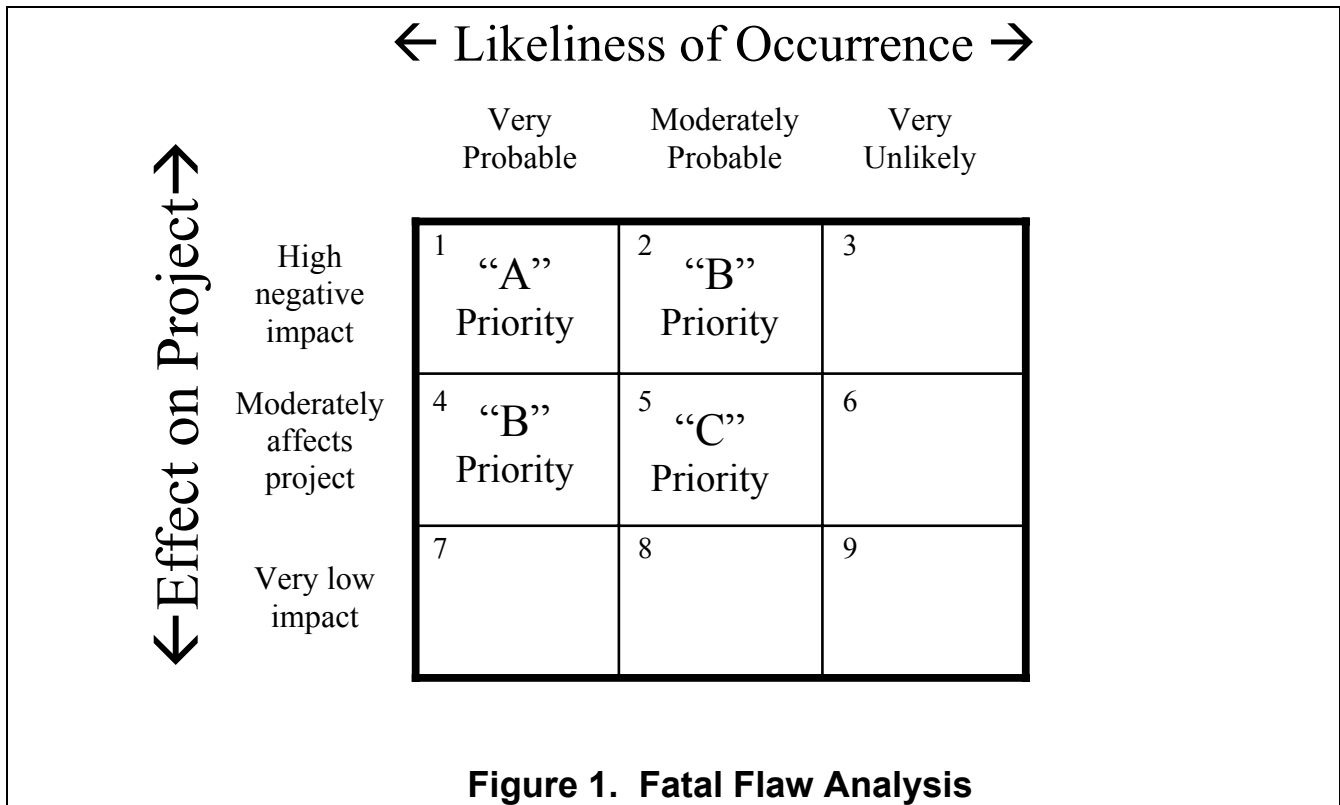 ← Likeliness of Occurrence →
Very
Probable
Moderately
Probable
Very
Unlikely
←Effect on Project→
High
negative
impact
1
“A”
Priority
2
“B”
Priority
3
Moderately
affects
project
4
“B”
Priority
5
“C”
Priority
6
Very low
impact
7
8
9
Figure 1. Fatal Flaw Analysis